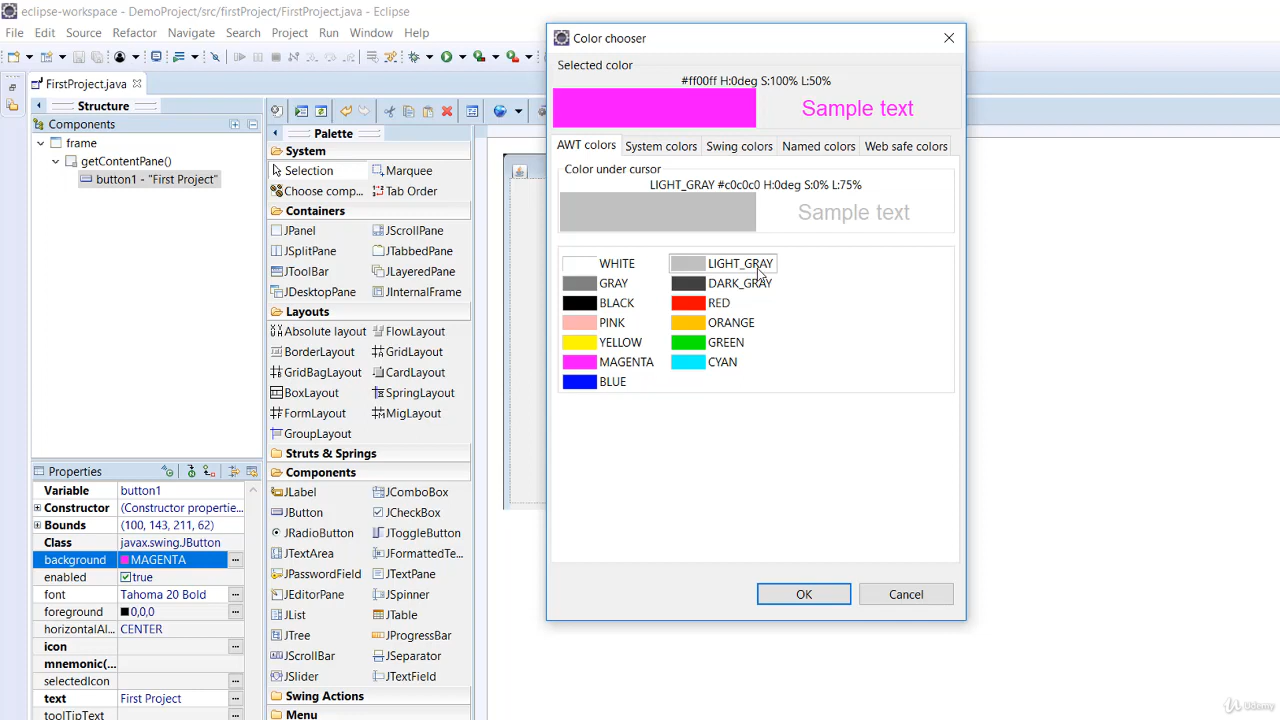 eclipse-workspace - DemoProject/src/firstProject/FirstProject.java - Eclipse
File Edit Source Refactor Navigate Search Project Run Window Help
FirstProject.java
Structure
Components
frame
getContentPane()
button1 - "First Project"
Properties
Variable button1
Constructor (Constructor propertie...
Bounds (100, 143, 211, 62)
Class javax.swing.JButton
background MAGENTA ...
enabled true
font Tahoma 20 Bold ...
foreground 0,0,0 ...
horizontalAl... CENTER
icon ...
mnemonic(...
selectedIcon ...
text First Project ...
toolTipText
Palette
System
Selection Marquee
Choose comp... Tab Order
Containers
JPanel JScrollPane
JSplitPane JTabbedPane
JToolBar JLayeredPane
JDesktopPane JInternalFrame
Layouts
Absolute layout FlowLayout
BorderLayout GridLayout
GridBagLayout CardLayout
BoxLayout SpringLayout
FormLayout MigLayout
GroupLayout
Struts & Springs
Components
JLabel JComboBox
JButton JCheckBox
JRadioButton JToggleButton
JTextArea JFormattedTe...
JPasswordField JTextPane
JEditorPane JSpinner
JList JTable
JTree JProgressBar
JScrollBar JSeparator
JSlider JTextField
Swing Actions
Menu
Color chooser
Selected color
#ff00ff H:0deg S:100% L:50%
Sample text
AWT colors System colors Swing colors Named colors Web safe colors
Color under cursor
LIGHT_GRAY #c0c0c0 H:0deg S:0% L:75%
Sample text
WHITE LIGHT_GRAY
GRAY DARK_GRAY
BLACK RED
PINK ORANGE
YELLOW GREEN
MAGENTA CYAN
BLUE
OK Cancel
Udemy